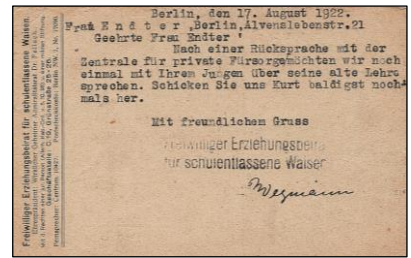 Berlin, den 17. August 1922.
Frau Endter, Berlin, Alvenslebenstr.21
Geehrte Frau Endter!
Nach einer Rücksprache mit der
Zentrale für private Fürsorgemöchten wir noch
einmal mit Ihrem Jungen über seine alte Lehre
sprechen. Schicken Sie uns Kurt baldigst noch-
mals her.
Mit freundlichem Gruss
Freiwilliger Erziehungsbeirat
für schulentlassene Waisen
Wegmann
Freiwilliger Erziehungsbeirat für schulentlassene Waisen.